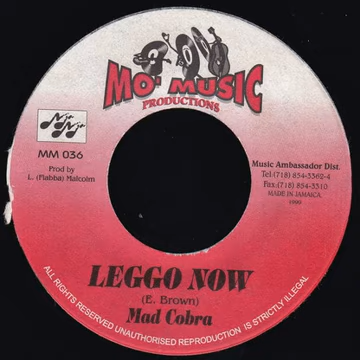 MO' MUSIC
PRODUCTIONS
MM 036
Prod by
L. (Flabba) Malcolm
Music Ambassador Dist.
Tel:(718) 854-3362-4
Fax:(718) 854-3310
MADE IN JAMAICA.
1999
LEGGO NOW
(E. Brown)
Mad Cobra
ALL RIGHTS RESERVED UNAUTHORISED REPRODUCTION IS STRICTLY ILLEGAL